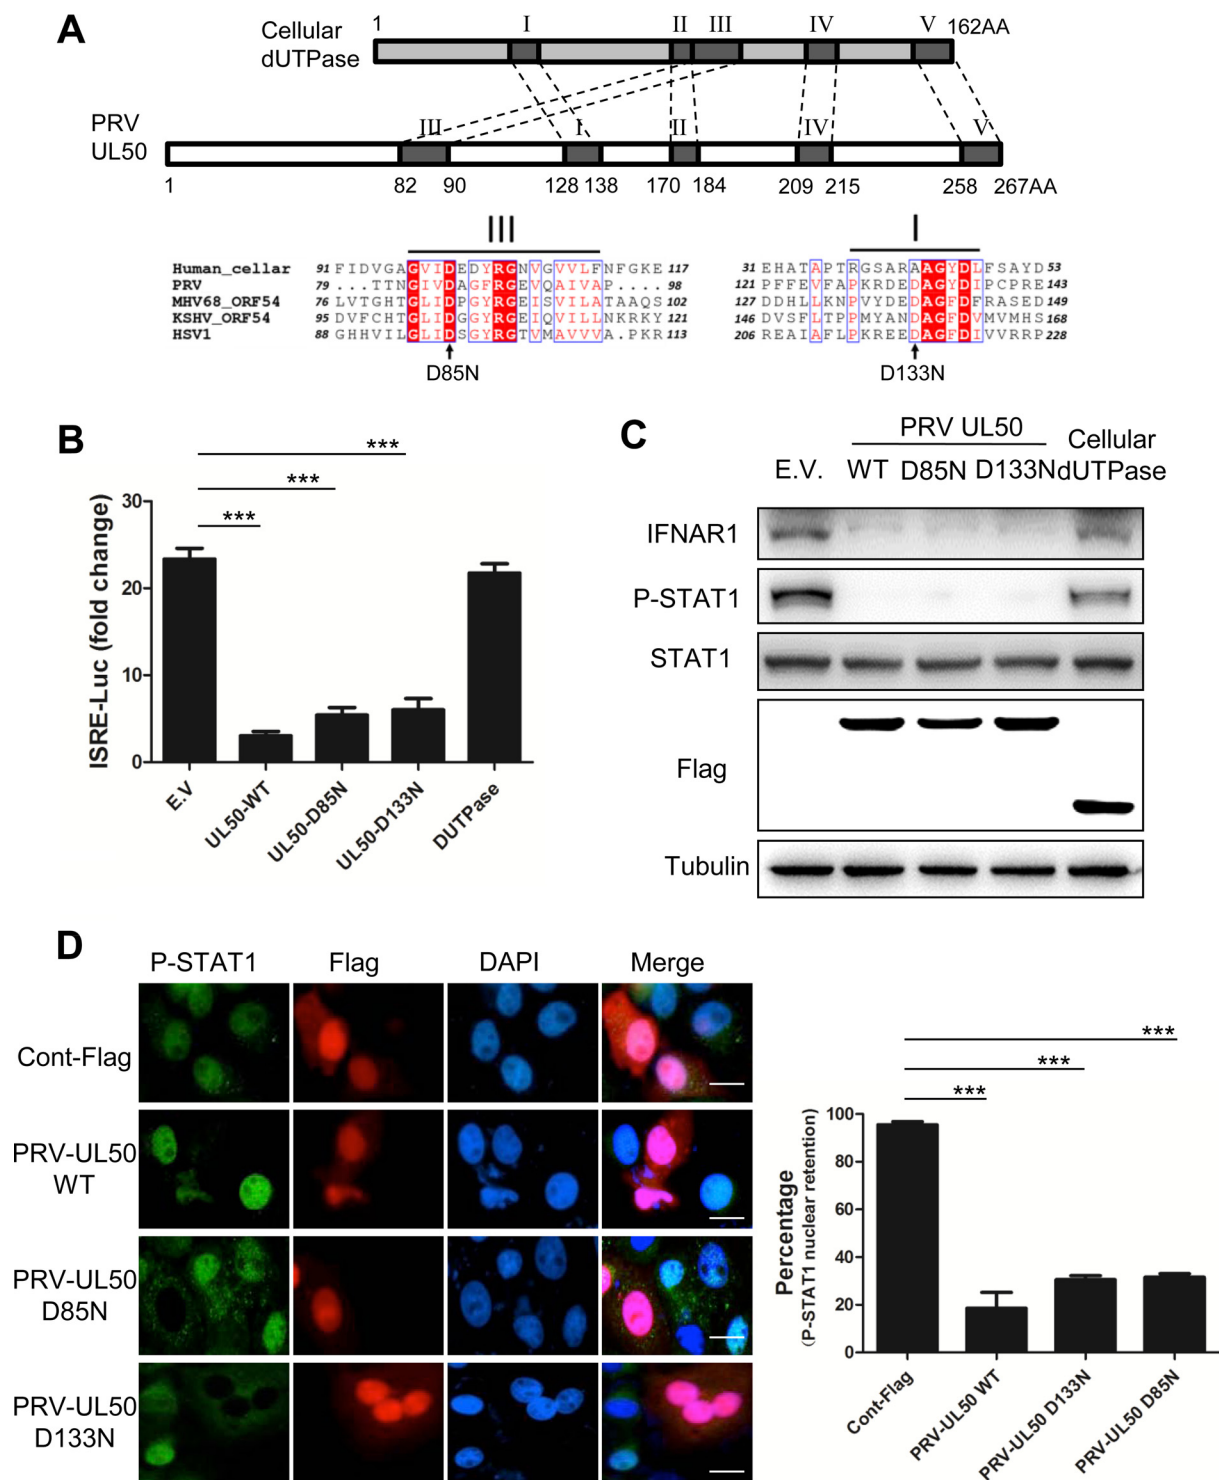 A
Cellular
dUTPase
1 I II III IV V 162AA
PRV
UL50
III I II IV V
1 82 90 128 138 170 184 209 215 258 267AA
III
Human_cellar 91 FIDVGAGVIDEDYRGNVGVVLFNFGKE 117
PRV 79 ..TTNGIVDAGFRGEVQAIVAP.... 98
MHV68_ORF54 76 LVTGHTGLIDPGYRGEISVILATAAQS 102
KSHV_ORF54 95 DVFCHTGLIDPGYRGEIQVILLNKRKY 121
HSV1 88 GHHVILGLIDSGYRGTVMAVVVA.PKR 113
D85N
I
31 EHATAPTRGSARAAGYDLFSAYD 53
121 PFFEVFAPKRDEDAGYDIPCPRE 143
127 DDHLLKNPVYDTDAGFDFRASED 149
146 DVSFLTPMYANDAGFDVMVMHS 168
206 REATAFLPKREEDAGFDIVVRRP 228
D133N
B
ISRE-Luc (fold change)
30
20
10
0
***
***
***
E.V
UL50-WT
UL50-D85N
UL50-D133N
DUTPase
C
PRV UL50
Cellular
E.V. WT D85N D133N dUTPase
IFNAR1
P-STAT1
STAT1
Flag
Tubulin
D
P-STAT1 Flag DAPI Merge
Cont-Flag
PRV-UL50
WT
PRV-UL50
D85N
PRV-UL50
D133N
Percentage
(P-STAT1 nuclear retention)
100
80
60
40
20
0
***
***
***
Cont-Flag
PRV-UL50 WT
PRV-UL50 D133N
PRV-UL50 D85N